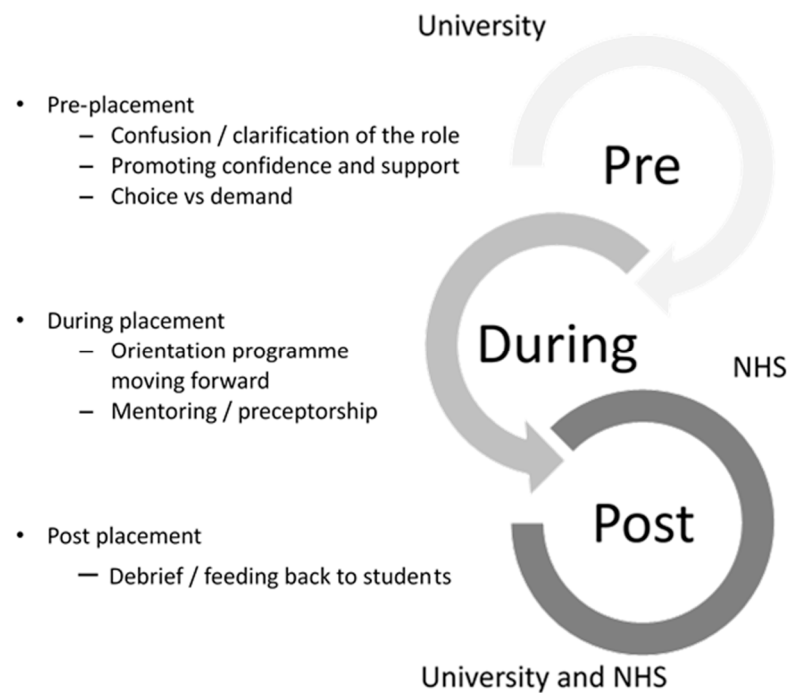 University
• Pre-placement
– Confusion / clarification of the role
– Promoting confidence and support
– Choice vs demand
Pre
• During placement
– Orientation programme
moving forward
– Mentoring / preceptorship
During
NHS
• Post placement
– Debrief / feeding back to students
Post
University and NHS